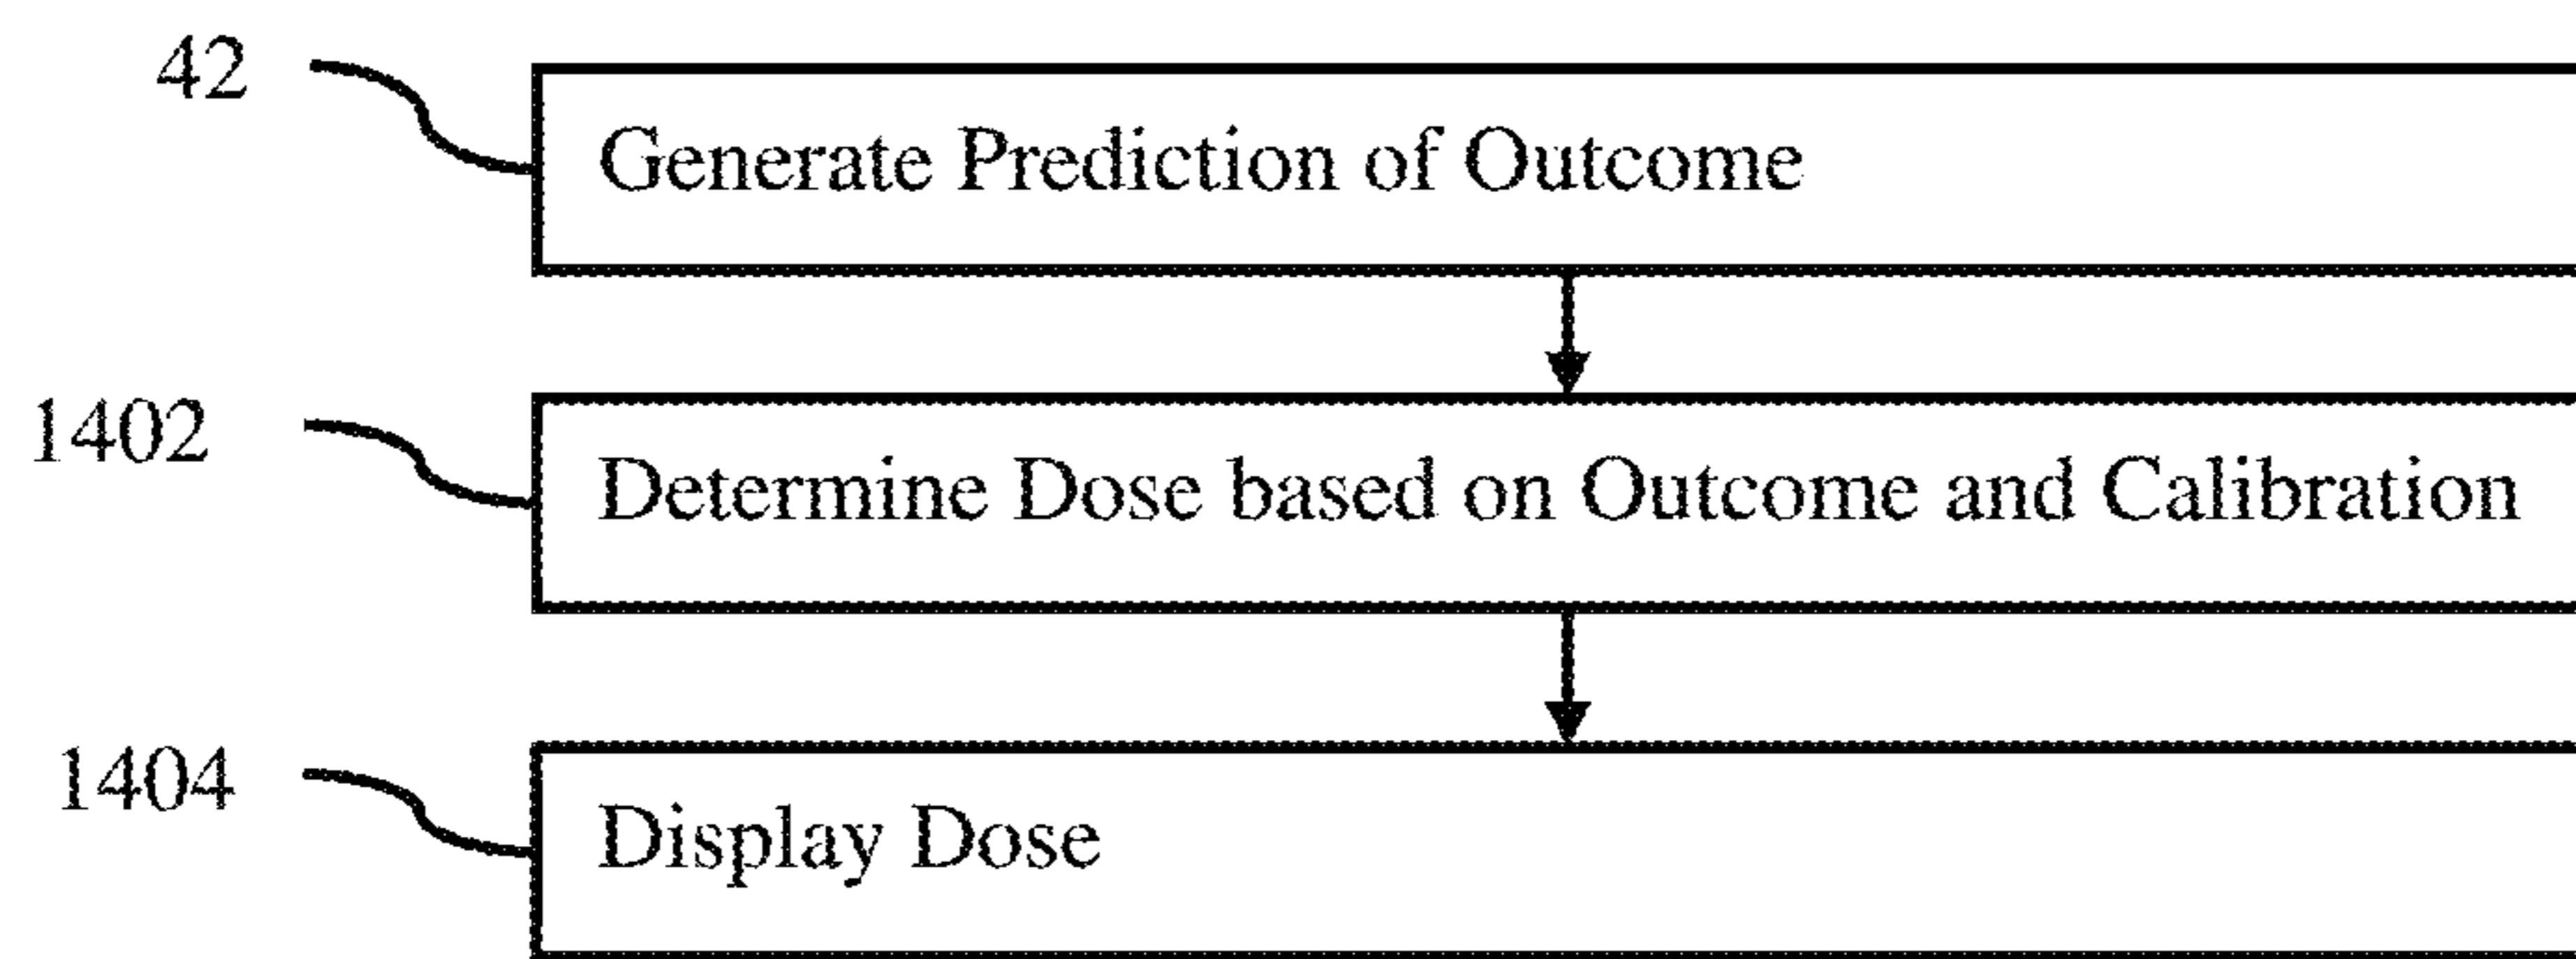 42
Generate Prediction of Outcome
1402
Determine Dose based on Outcome and Calibration
1404
Display Dose